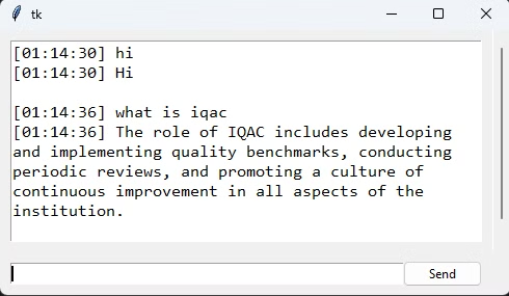 tk
[01:14:30] hi
[01:14:30] Hi
[01:14:36] what is iqac
[01:14:36] The role of IQAC includes developing
and implementing quality benchmarks, conducting
periodic reviews, and promoting a culture of
continuous improvement in all aspects of the
institution.
Send